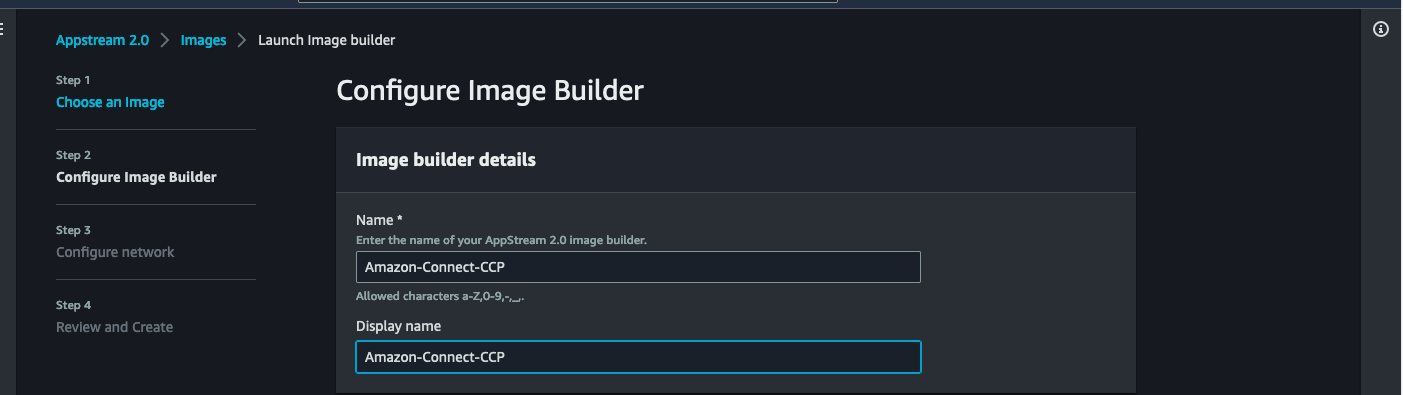 Appstream 2.0 > Images > Launch Image builder
Step 1
Choose an Image
Step 2
Configure Image Builder
Step 3
Configure network
Step 4
Review and Create
Configure Image Builder
Image builder details
Name *
Enter the name of your AppStream 2.0 image builder.
Amazon-Connect-CCP
Allowed characters a-Z,0-9,-,_,.
Display name
Amazon-Connect-CCP